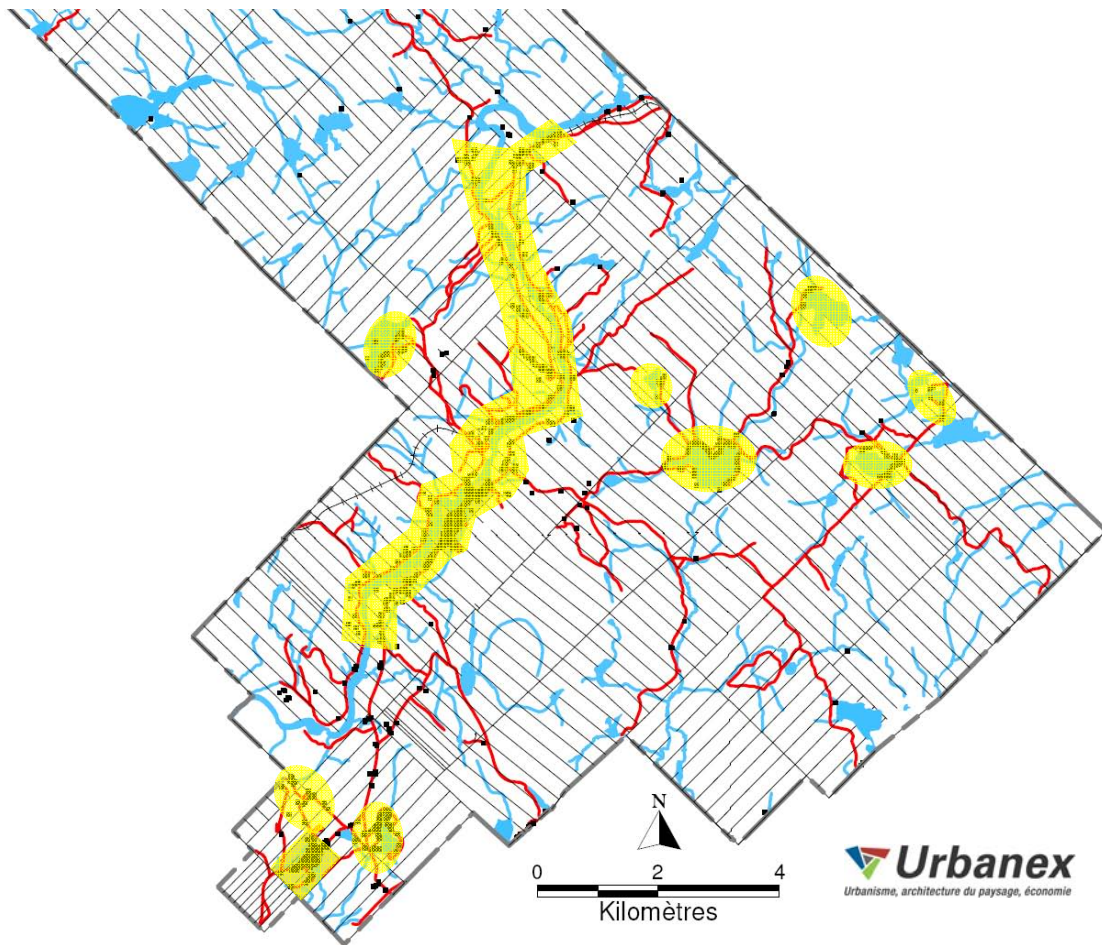 N
0 2 4
Kilomètres
Urbanex
Urbanisme, architecture du paysage, économie